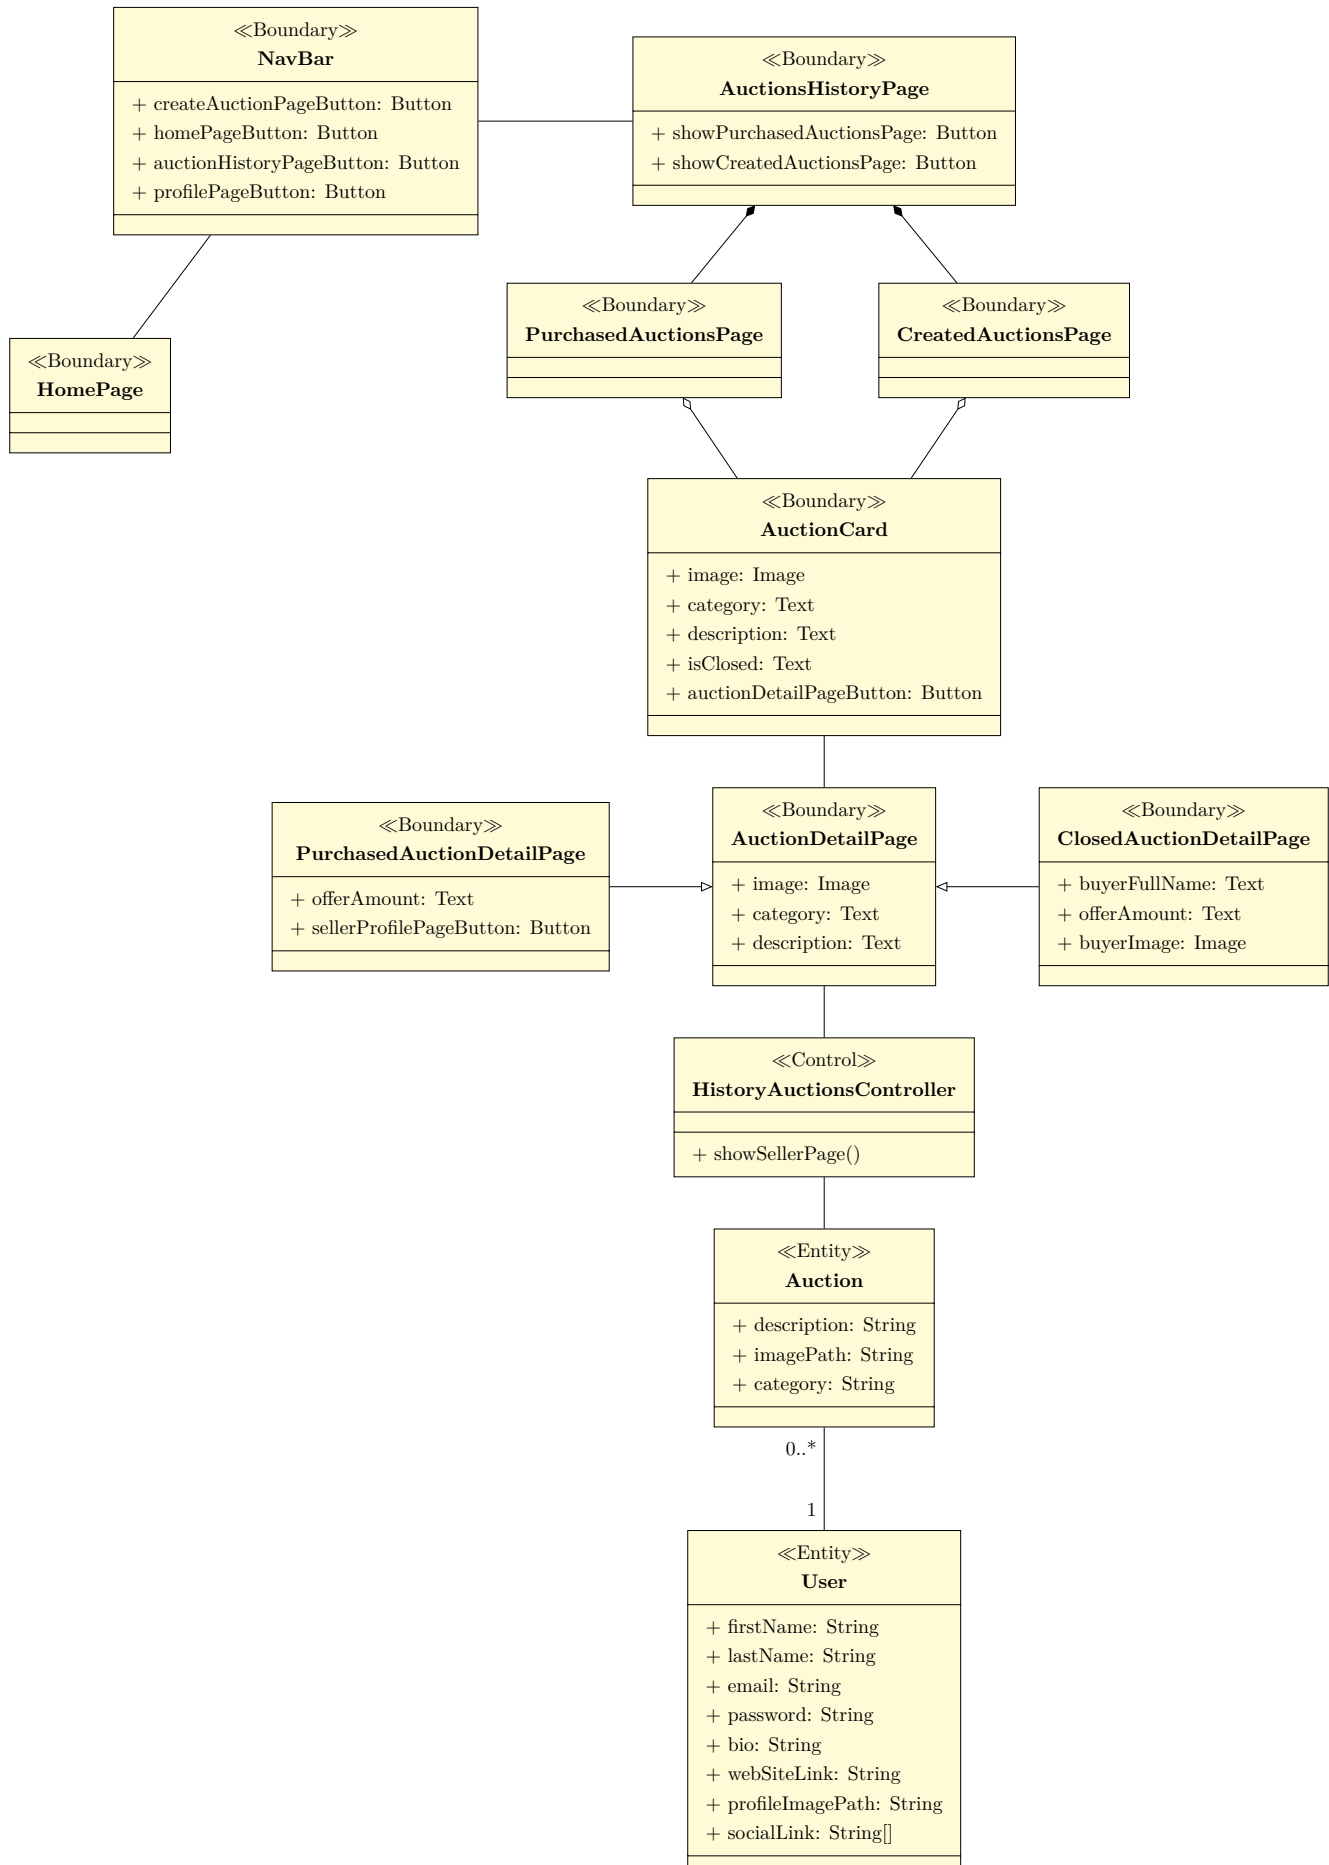 ≪Boundary≫
NavBar
+ createAuctionPageButton: Button
+ homePageButton: Button
+ auctionHistoryPageButton: Button
+ profilePageButton: Button
≪Boundary≫
AuctionsHistoryPage
+ showPurchasedAuctionsPage: Button
+ showCreatedAuctionsPage: Button
≪Boundary≫
HomePage
≪Boundary≫
PurchasedAuctionsPage
≪Boundary≫
CreatedAuctionsPage
≪Boundary≫
AuctionCard
+ image: Image
+ category: Text
+ description: Text
+ isClosed: Text
+ auctionDetailPageButton: Button
≪Boundary≫
PurchasedAuctionDetailPage
+ offerAmount: Text
+ sellerProfilePageButton: Button
≪Boundary≫
AuctionDetailPage
+ image: Image
+ category: Text
+ description: Text
≪Boundary≫
ClosedAuctionDetailPage
+ buyerFullName: Text
+ offerAmount: Text
+ buyerImage: Image
≪Control≫
HistoryAuctionsController
+ showSellerPage()
≪Entity≫
Auction
+ description: String
+ imagePath: String
+ category: String
0..*
1
≪Entity≫
User
+ firstName: String
+ lastName: String
+ email: String
+ password: String
+ bio: String
+ webSiteLink: String
+ profileImagePath: String
+ socialLink: String[]